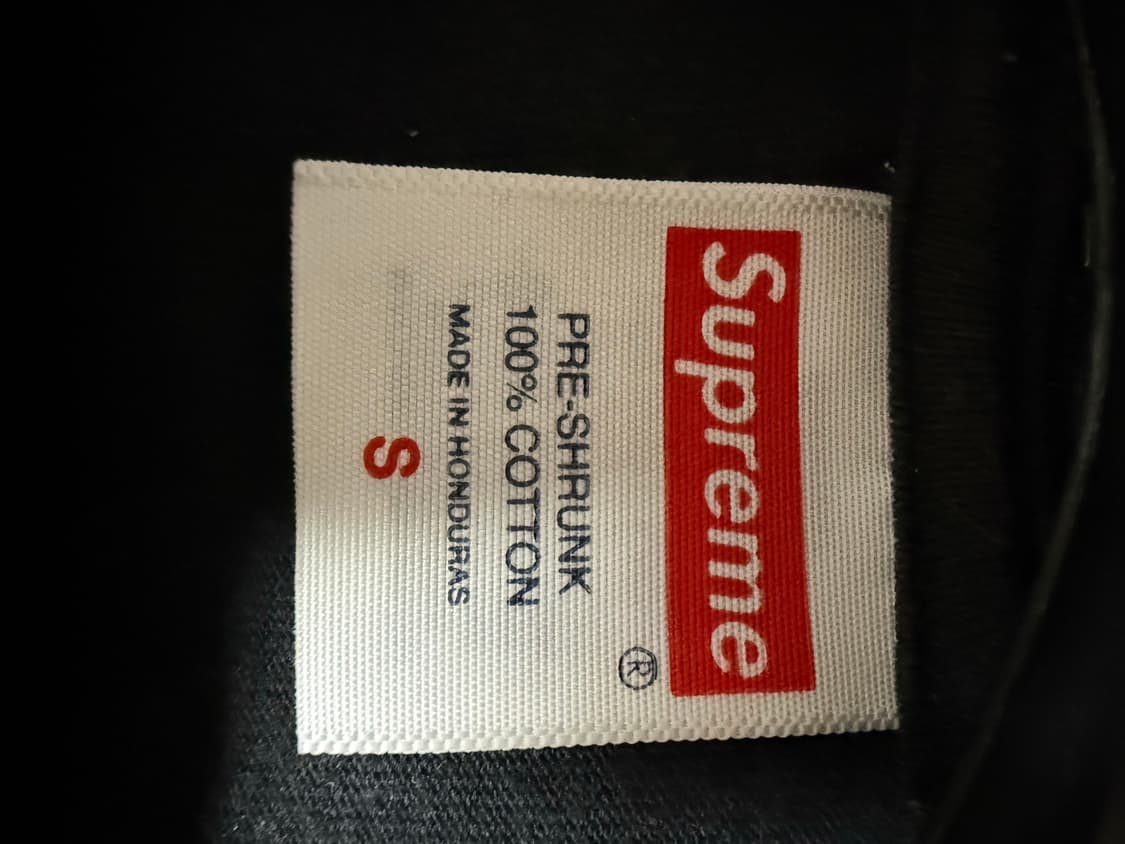 Supreme
®
PRE-SHRUNK
100% COTTON
MADE IN HONDURAS
S